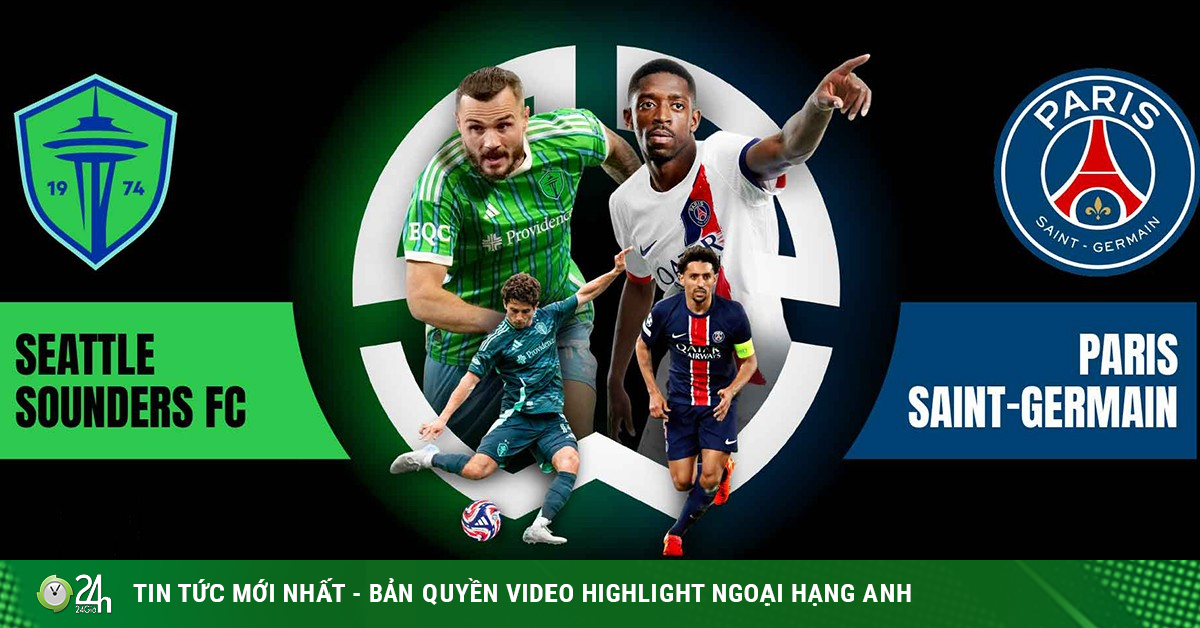 19 74
SEATTLE
SOUNDERS FC
EQC
Providence
PARIS
SAINT-GERMAIN
PARIS
SAINT - GERMAIN
QATAR
AIRWAYS
24h
24Giờ
TIN TỨC MỚI NHẤT - BẢN QUYỀN VIDEO HIGHLIGHT NGOẠI HẠNG ANH